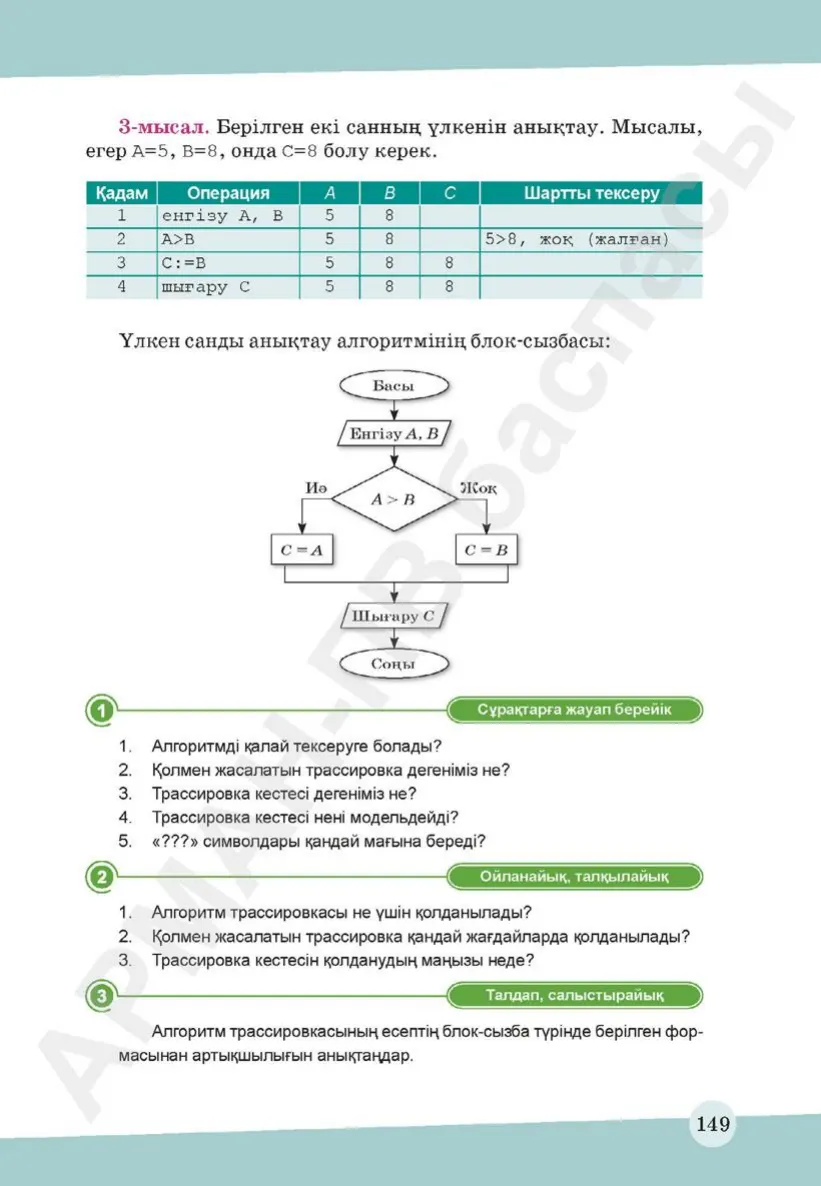 3-мысал. Берілген екі санның үлкенін анықтау. Мысалы,
егер A=5, B=8, онда C=8 болу керек.
Қадам Операция A B C Шартты тексеру
1 енгізу A, B 5 8
2 A>B 5 8 5>8, жоқ (жалған)
3 C:=B 5 8 8
4 шығару C 5 8 8
Үлкен санды анықтау алгоритмінің блок-сызбасы:
Басы
Енгізу A, B
Иә A > B Жоқ
C = A C = B
Шығару C
Соңы
1 Сұрақтарға жауап берейік
1. Алгоритмді қалай тексеруге болады?
2. Қолмен жасалатын трассировка дегеніміз не?
3. Трассировка кестесі дегеніміз не?
4. Трассировка кестесі нені модельдейді?
5. «???» символдары қандай мағына береді?
2 Ойланайық, талқылайық
1. Алгоритм трассировкасы не үшін қолданылады?
2. Қолмен жасалатын трассировка қандай жағдайларда қолданылады?
3. Трассировка кестесін қолданудың маңызы неде?
3 Талдап, салыстырайық
Алгоритм трассировкасының есептің блок-сызба түрінде берілген фор-
масынан артықшылығын анықтаңдар.
149
АРМАН-ПВ баспасы